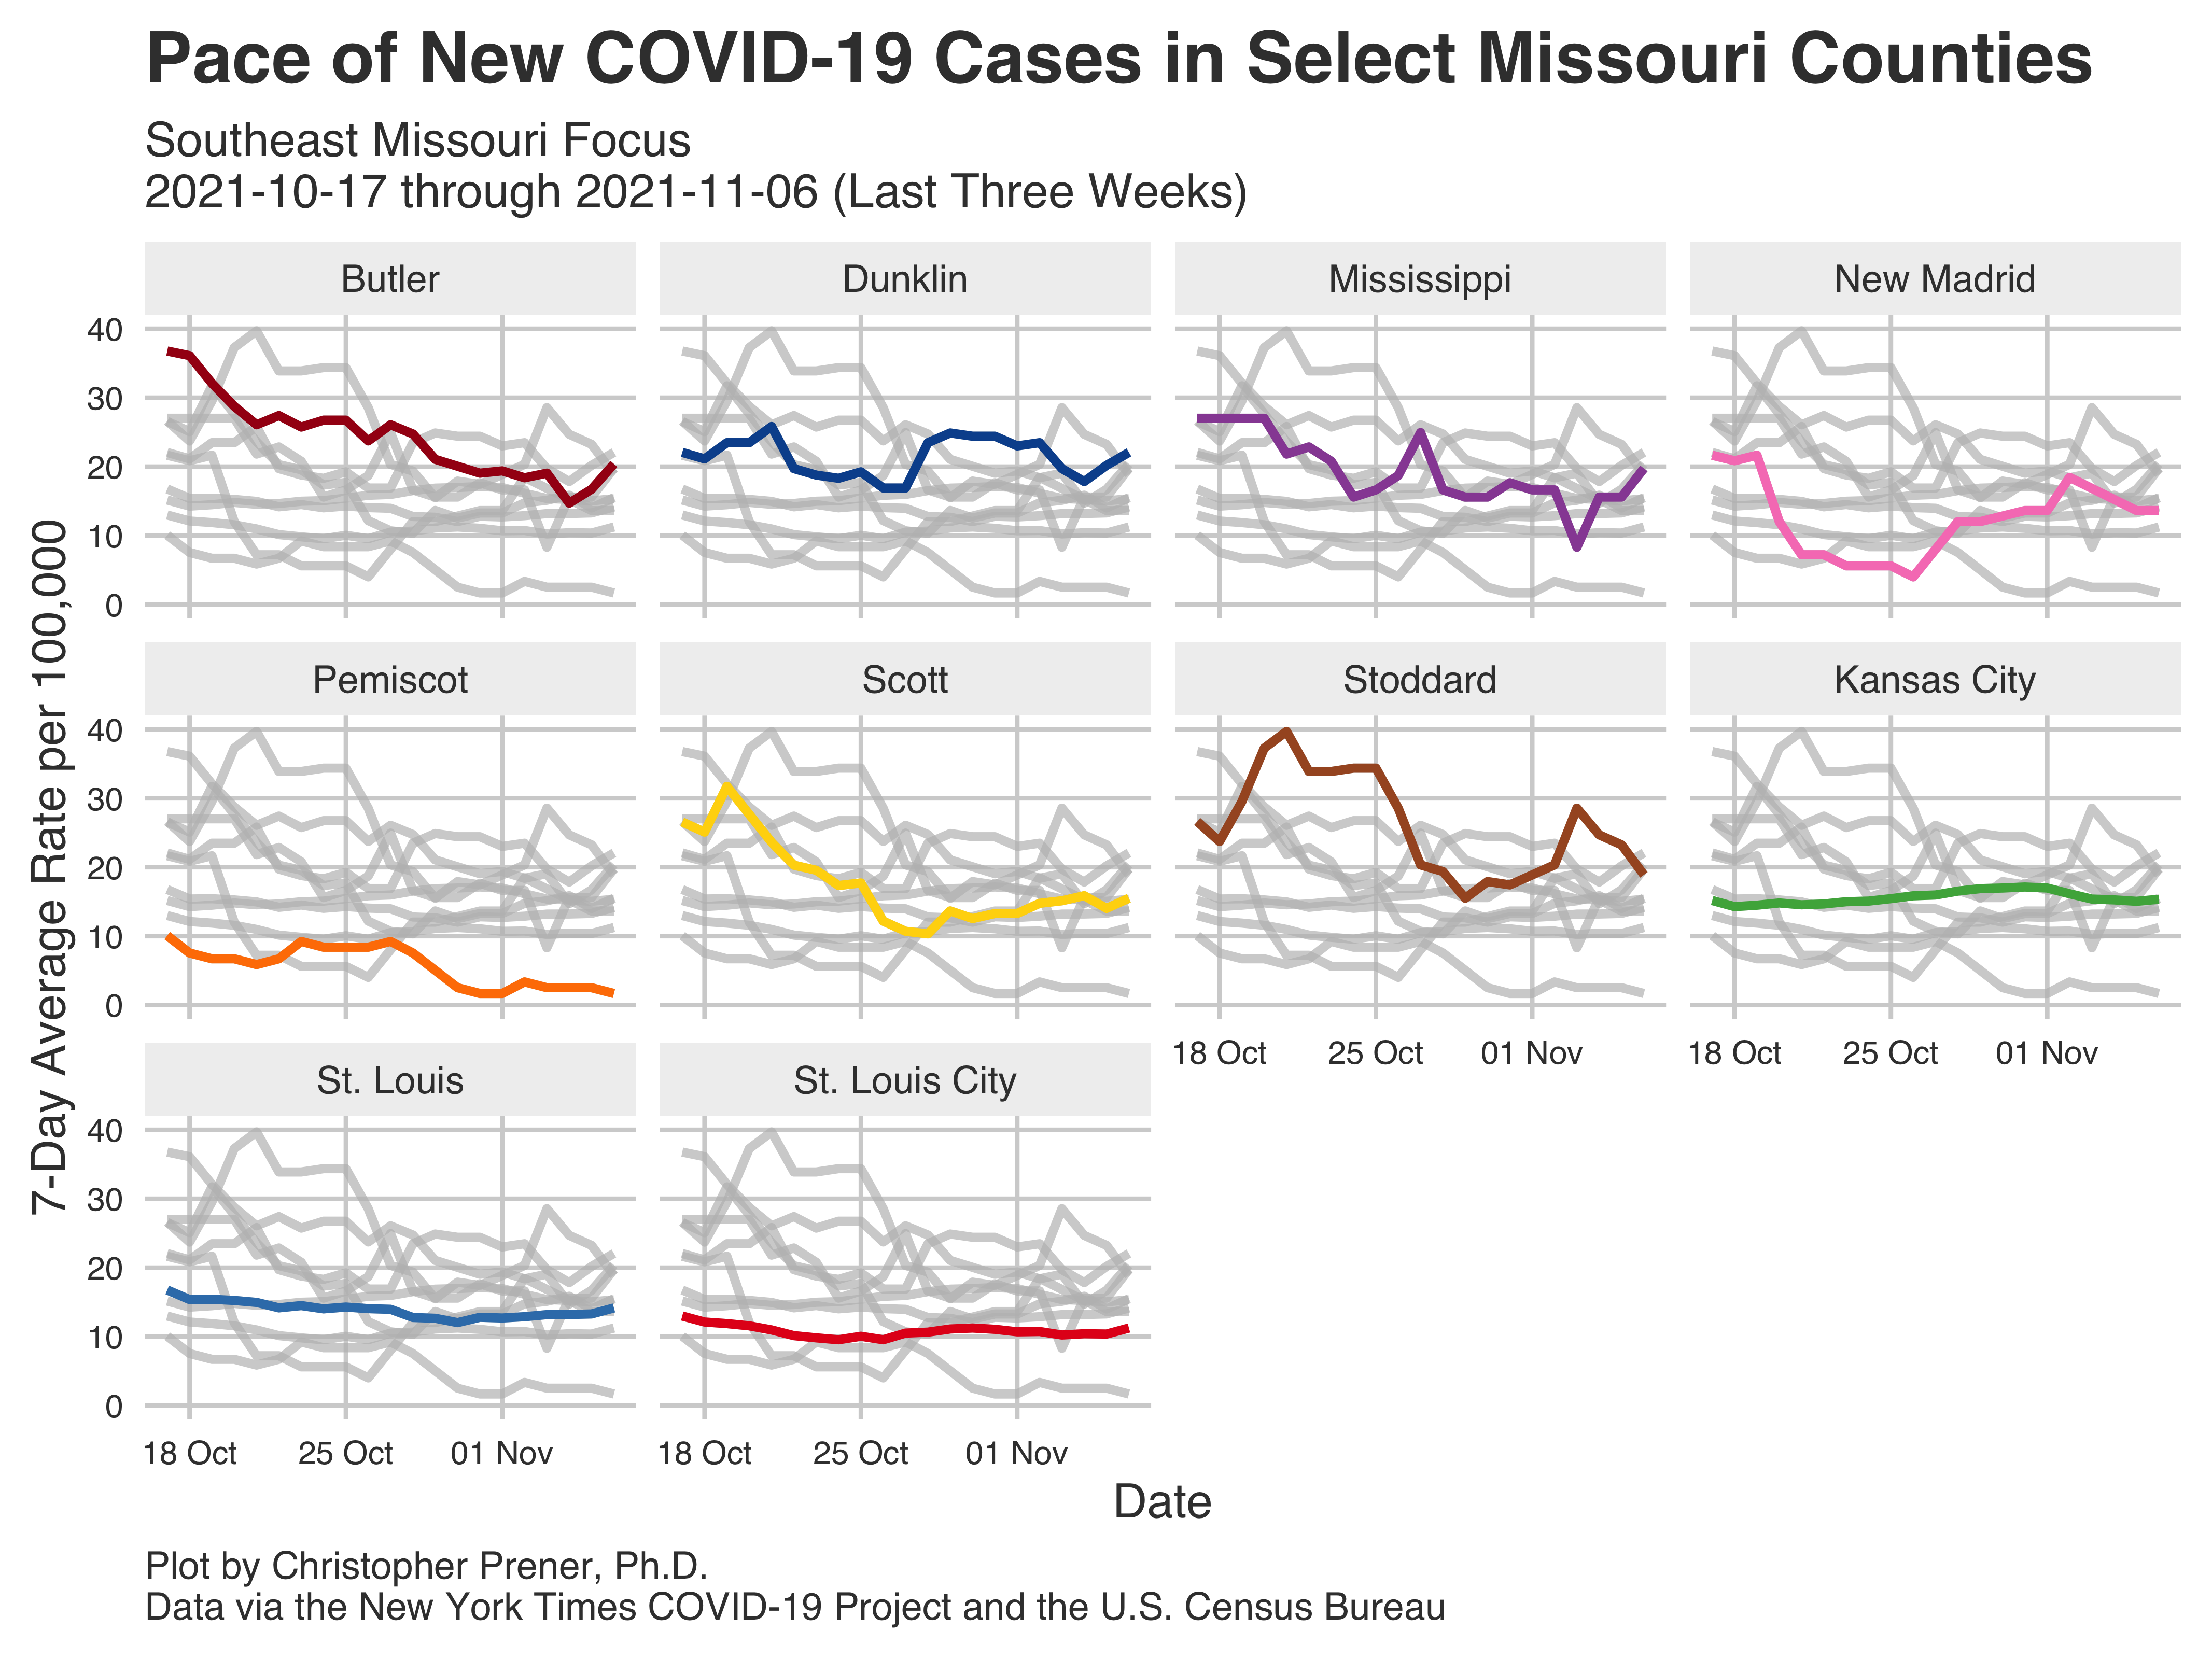 Pace of New COVID-19 Cases in Select Missouri Counties
Southeast Missouri Focus
2021-10-17 through 2021-11-06 (Last Three Weeks)
7-Day Average Rate per 100,000
Butler
Dunklin
Mississippi
New Madrid
40
30
20
10
0
Pemiscot
Scott
Stoddard
Kansas City
40
30
20
10
0
18 Oct
25 Oct
01 Nov
18 Oct
25 Oct
01 Nov
St. Louis
St. Louis City
40
30
20
10
0
18 Oct
25 Oct
01 Nov
18 Oct
25 Oct
01 Nov
Date
Plot by Christopher Prener, Ph.D.
Data via the New York Times COVID-19 Project and the U.S. Census Bureau